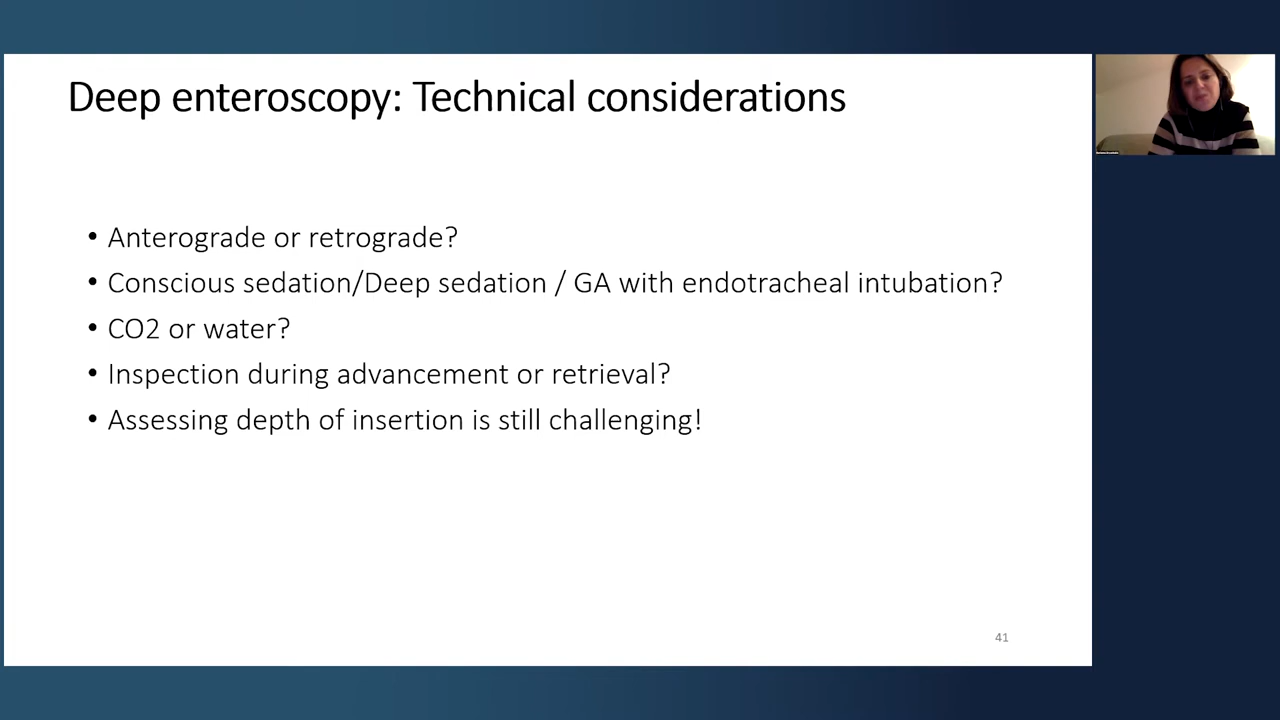 Deep enteroscopy: Technical considerations
• Anterograde or retrograde?
• Conscious sedation/Deep sedation / GA with endotracheal intubation?
• CO2 or water?
• Inspection during advancement or retrieval?
• Assessing depth of insertion is still challenging!
41